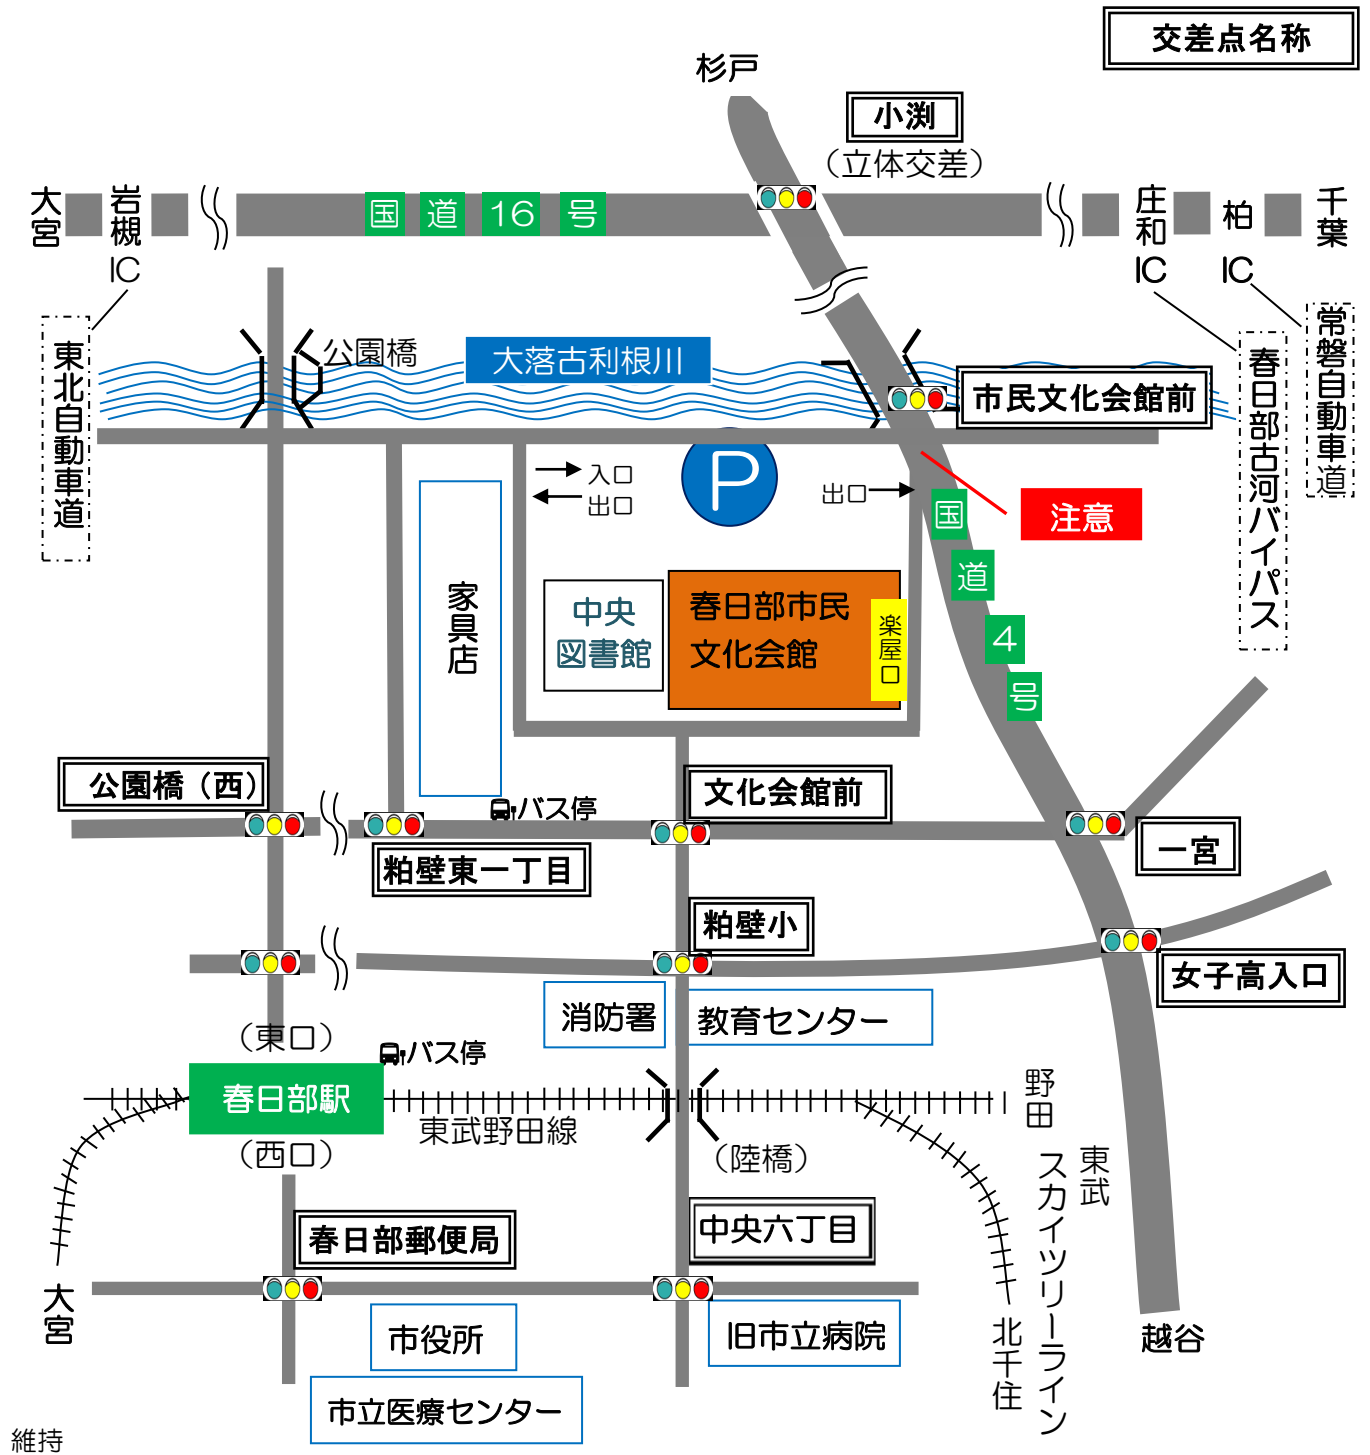 交差点名称
杉戸
小渕
（立体交差）
大宮
岩槻
IC
国道16号
庄和
IC
柏
IC
千葉
東北自動車道
公園橋
大落古利根川
市民文化会館前
春日部古河バイパス
常磐自動車道
入口
出口
P
出口
国道4号
注意
家具店
中央
図書館
春日部市民
文化会館
楽屋口
公園橋（西）
バス停
文化会館前
粕壁東一丁目
一宮
粕壁小
女子高入口
消防署
教育センター
（東口）
バス停
春日部駅
（西口）
東武野田線
（陸橋）
野田
東武
スカイツリーライン
北千住
大宮
春日部郵便局
中央六丁目
市役所
旧市立病院
越谷
市立医療センター
維持